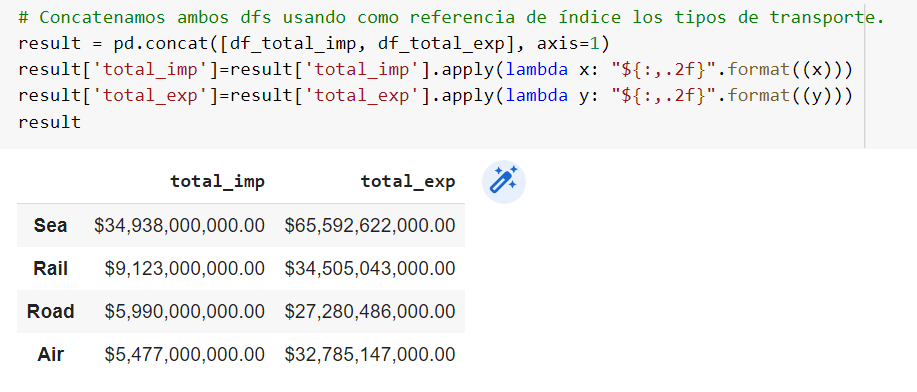 # Concatenamos ambos dfs usando como referencia de índice los tipos de transporte.
result = pd.concat([df_total_imp, df_total_exp], axis=1)
result['total_imp']=result['total_imp'].apply(lambda x: "${:,.2f}".format((x)))
result['total_exp']=result['total_exp'].apply(lambda y: "${:,.2f}".format((y)))
result
total_imp total_exp
Sea $34,938,000,000.00 $65,592,622,000.00
Rail $9,123,000,000.00 $34,505,043,000.00
Road $5,990,000,000.00 $27,280,486,000.00
Air $5,477,000,000.00 $32,785,147,000.00